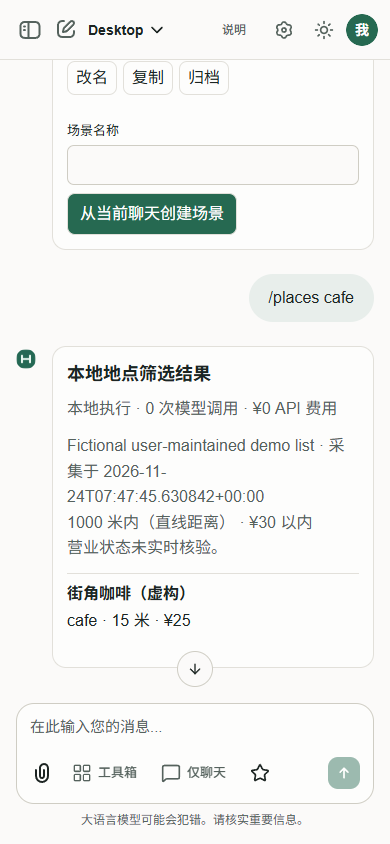 Desktop
说明
我
改名
复制
归档
场景名称
从当前聊天创建场景
/places cafe
本地地点筛选结果
本地执行 · 0 次模型调用 · ¥0 API 费用
Fictional user-maintained demo list · 采
集于 2026-11-
24T07:47:45.630842+00:00
1000 米内（直线距离） · ¥30 以内
营业状态未实时核验。
街角咖啡（虚构）
cafe · 15 米 · ¥25
在此输入您的消息...
工具箱
仅聊天
大语言模型可能会犯错。请核实重要信息。